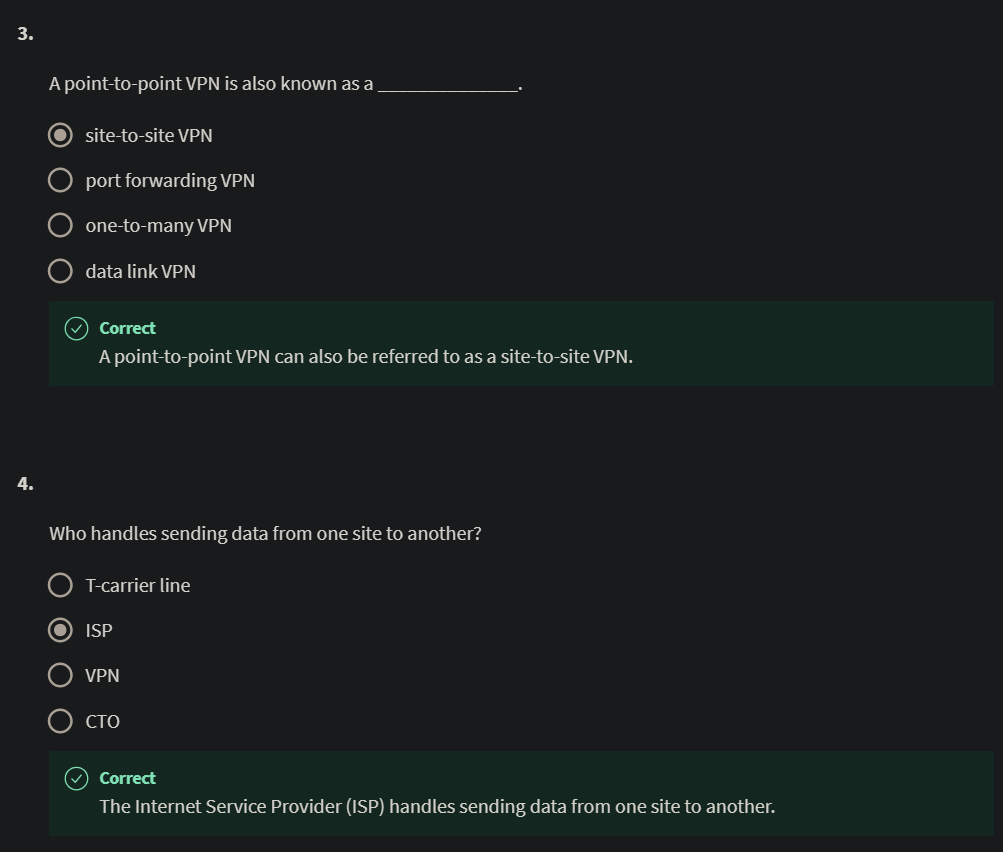 3.
A point-to-point VPN is also known as a ______________.
site-to-site VPN
port forwarding VPN
one-to-many VPN
data link VPN
Correct
A point-to-point VPN can also be referred to as a site-to-site VPN.
4.
Who handles sending data from one site to another?
T-carrier line
ISP
VPN
CTO
Correct
The Internet Service Provider (ISP) handles sending data from one site to another.